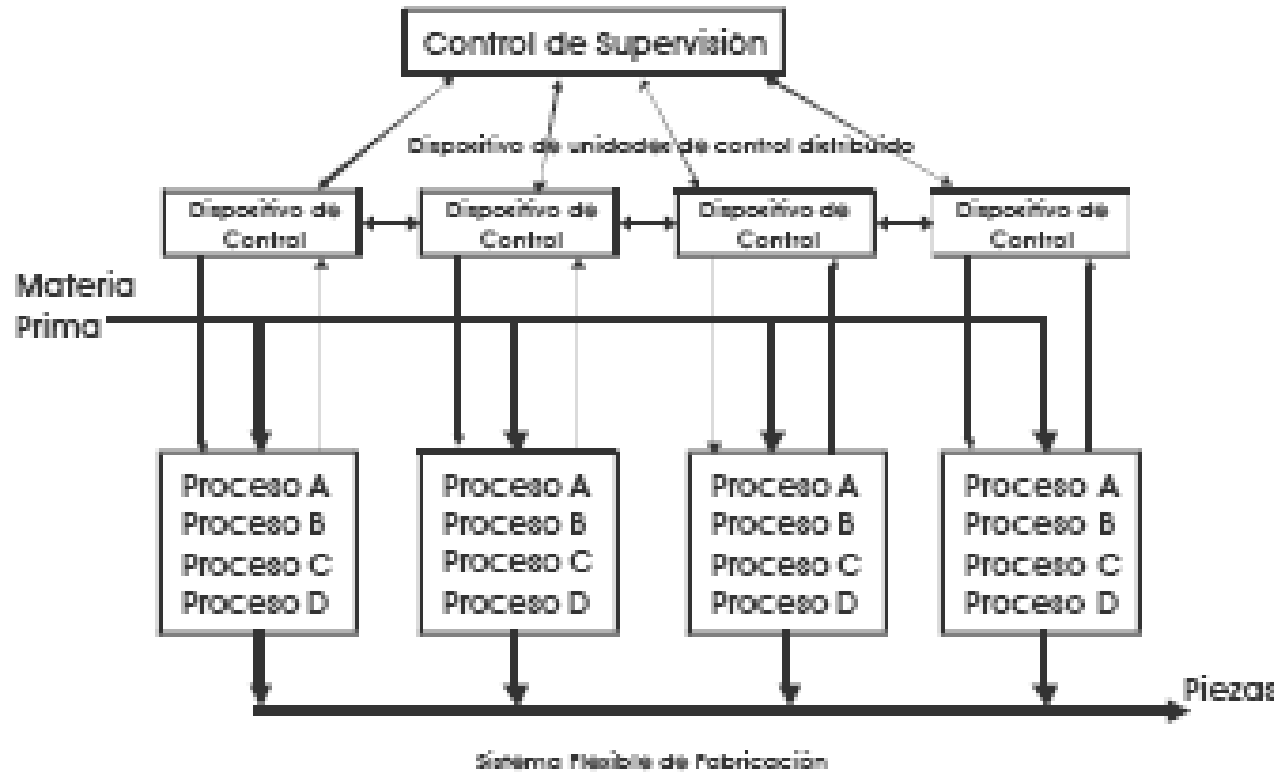 Control de Supervisión
Dispositivo de unidades de control distribuido
Dispositivo de
Control
Dispositivo de
Control
Dispositivo de
Control
Dispositivo de
Control
Materia
Prima
Proceso A
Proceso B
Proceso C
Proceso D
Proceso A
Proceso B
Proceso C
Proceso D
Proceso A
Proceso B
Proceso C
Proceso D
Proceso A
Proceso B
Proceso C
Proceso D
Piezas
Sistema Flexible de Fabricación